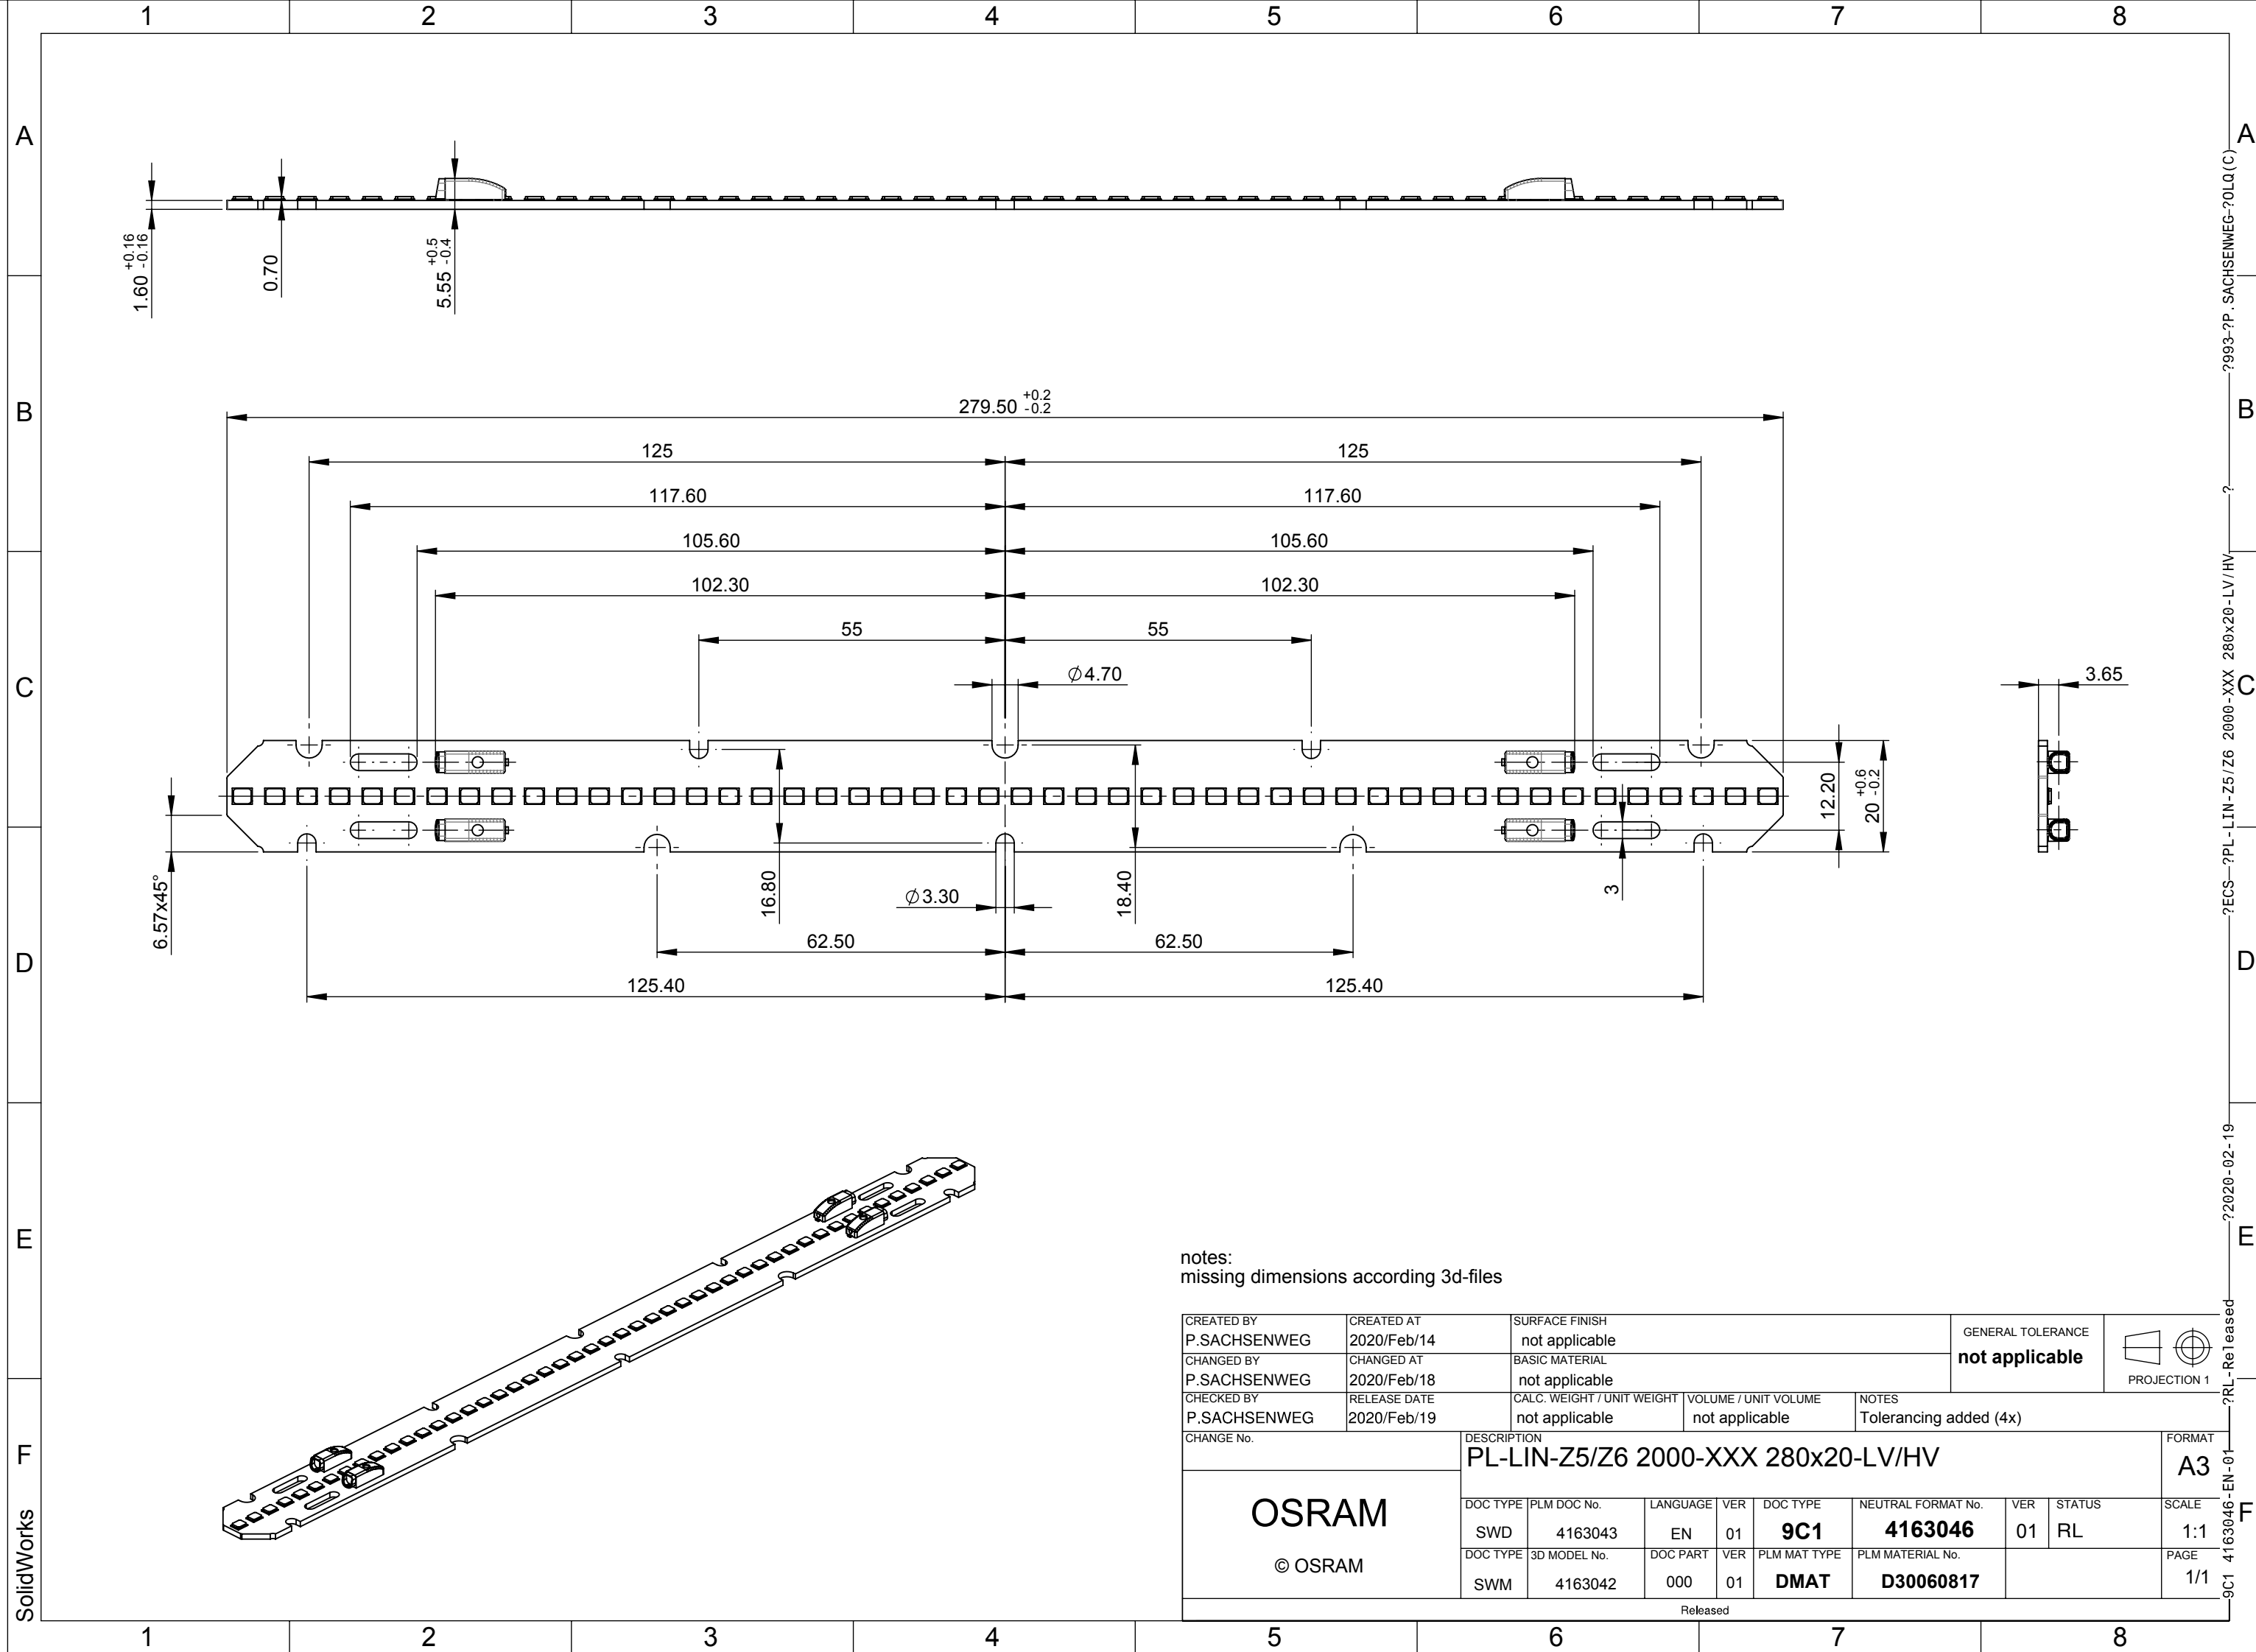 1 2 3 4 5 6 7 8
A A
1.60 +0.16 -0.16
0.70
5.55 +0.5 -0.4
B B
279.50 +0.2 -0.2
125 125
117.60 117.60
105.60 105.60
102.30 102.30
55 55
⌀4.70
C C
3.65
12.20
20 +0.6 -0.2
6.57x45°
16.80
⌀3.30
18.40
3
62.50 62.50
D D
125.40 125.40
E E
notes:
missing dimensions according 3d-files
CREATED BY CREATED AT SURFACE FINISH GENERAL TOLERANCE
P.SACHSENWEG 2020/Feb/14 not applicable not applicable
CHANGED BY CHANGED AT BASIC MATERIAL
P.SACHSENWEG 2020/Feb/18 not applicable PROJECTION 1
CHECKED BY RELEASE DATE CALC. WEIGHT / UNIT WEIGHT VOLUME / UNIT VOLUME NOTES
P.SACHSENWEG 2020/Feb/19 not applicable not applicable Tolerancing added (4x)
CHANGE No. DESCRIPTION FORMAT
PL-LIN-Z5/Z6 2000-XXX 280x20-LV/HV A3
OSRAM
© OSRAM
DOC TYPE PLM DOC No. LANGUAGE VER DOC TYPE NEUTRAL FORMAT No. VER STATUS SCALE
SWD 4163043 EN 01 9C1 4163046 01 RL 1:1
DOC TYPE 3D MODEL No. DOC PART VER PLM MAT TYPE PLM MATERIAL No. PAGE
SWM 4163042 000 01 DMAT D30060817 1/1
Released
F F
SolidWorks
9C1 4163046-EN-01 ?RL-Released ?2020-02-19 ?ECS ?PL-LIN-Z5/Z6 2000-XXX 280x20-LV/HV ? ?993-?P.SACHSENWEG-?OLQ(C)
1 2 3 4 5 6 7 8